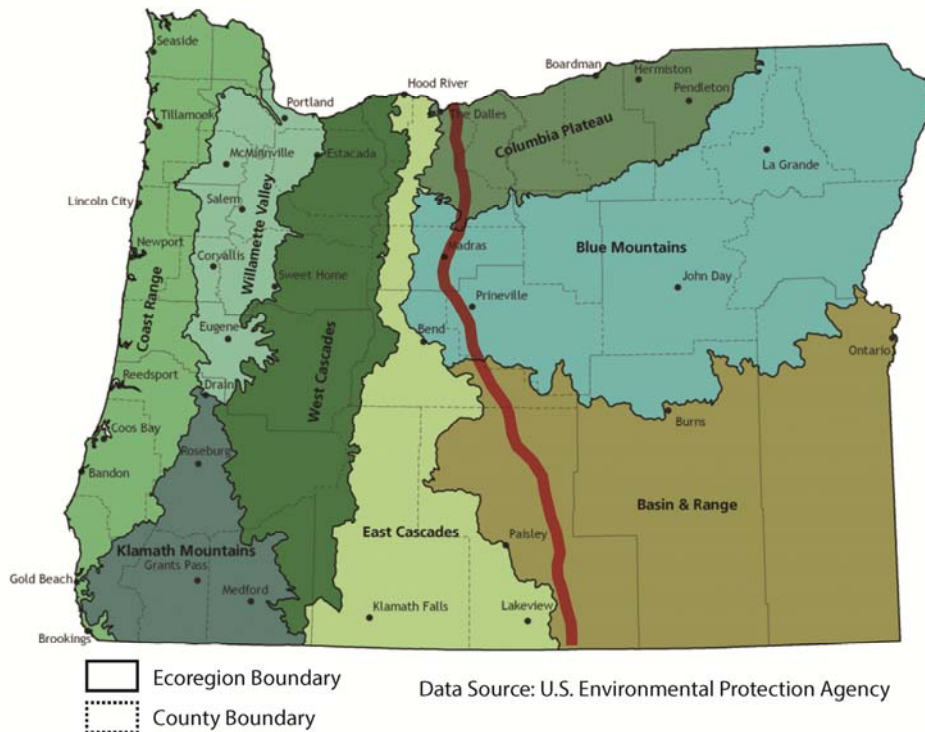 Seaside
Hood River
Boardman
Hermiston
Pendleton
Portland
The Dalles
Tillamook
Columbia Plateau
McMinnville
Estacada
La Grande
Lincoln City
Salem
Willamette Valley
Newport
Madras
Blue Mountains
Corvallis
Sweet Home
John Day
Coast Range
Prineville
Eugene
Bend
Ontario
West Cascades
Reedsport
Drain
Burns
Coos Bay
Roseburg
Bandon
Basin & Range
East Cascades
Paisley
Klamath Mountains
Grants Pass
Gold Beach
Medford
Klamath Falls
Lakeview
Brookings
Ecoregion Boundary
Data Source: U.S. Environmental Protection Agency
County Boundary